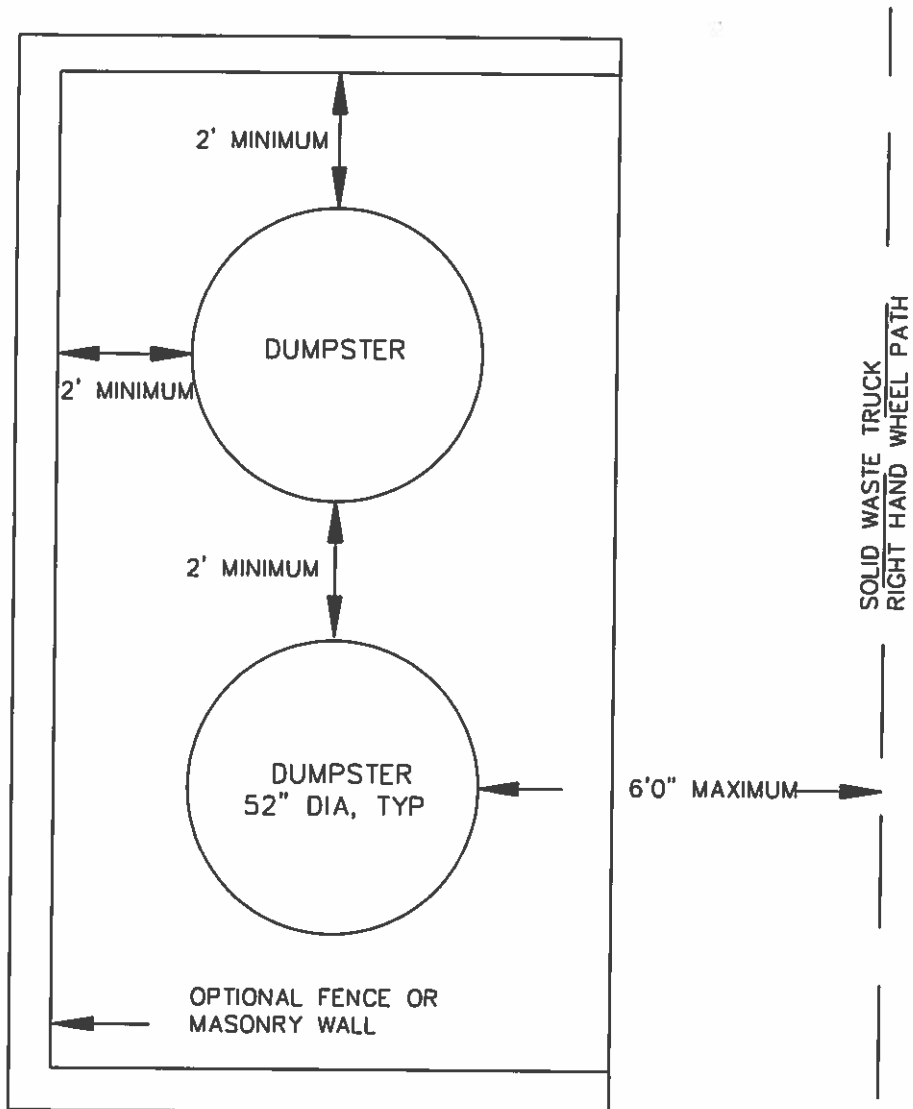 2' MINIMUM
DUMPSTER
2' MINIMUM
2' MINIMUM
SOLID WASTE TRUCK
RIGHT HAND WHEEL PATH
DUMPSTER
52" DIA, TYP
6'0" MAXIMUM
OPTIONAL FENCE OR
MASONRY WALL